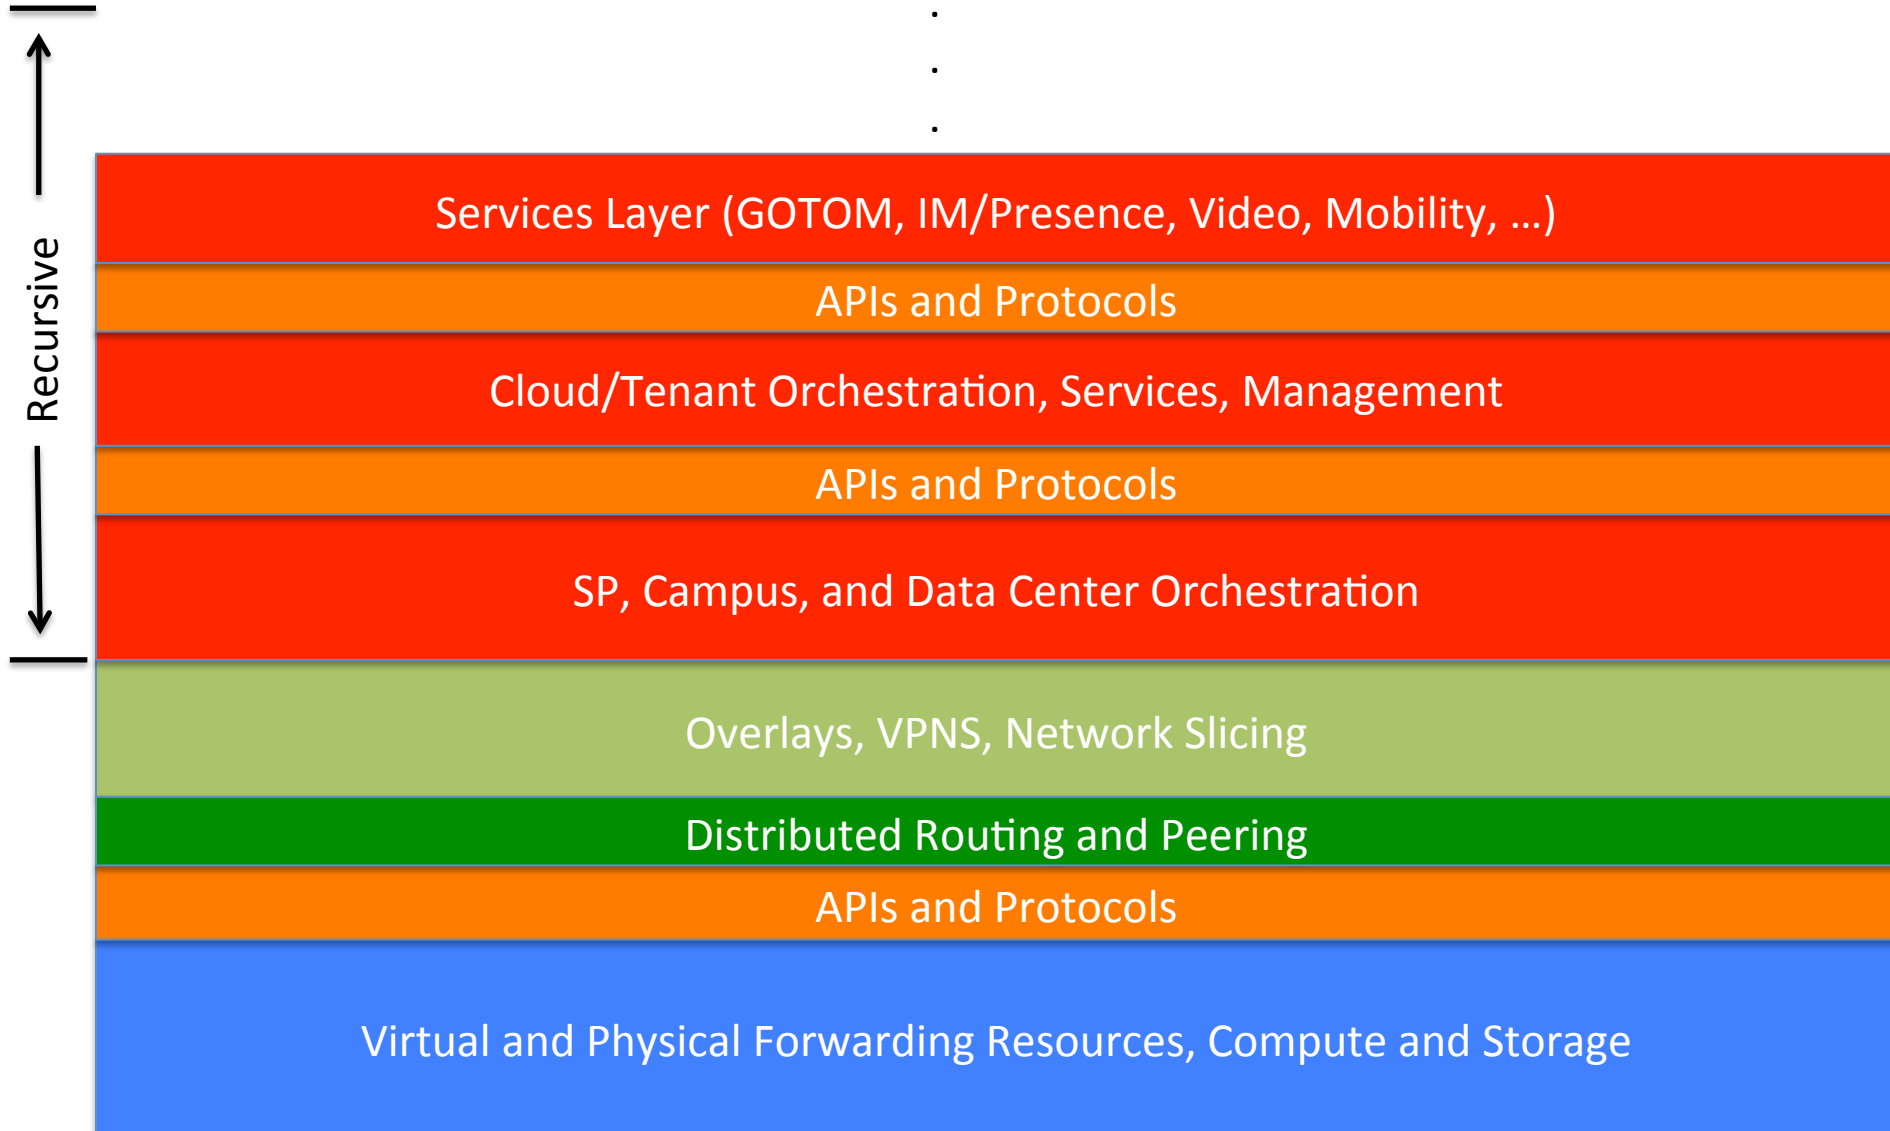 .
.
.
Recursive
Services Layer (GOTOM, IM/Presence, Video, Mobility, …)
APIs and Protocols
Cloud/Tenant Orchestration, Services, Management
APIs and Protocols
SP, Campus, and Data Center Orchestration
Overlays, VPNS, Network Slicing
Distributed Routing and Peering
APIs and Protocols
Virtual and Physical Forwarding Resources, Compute and Storage